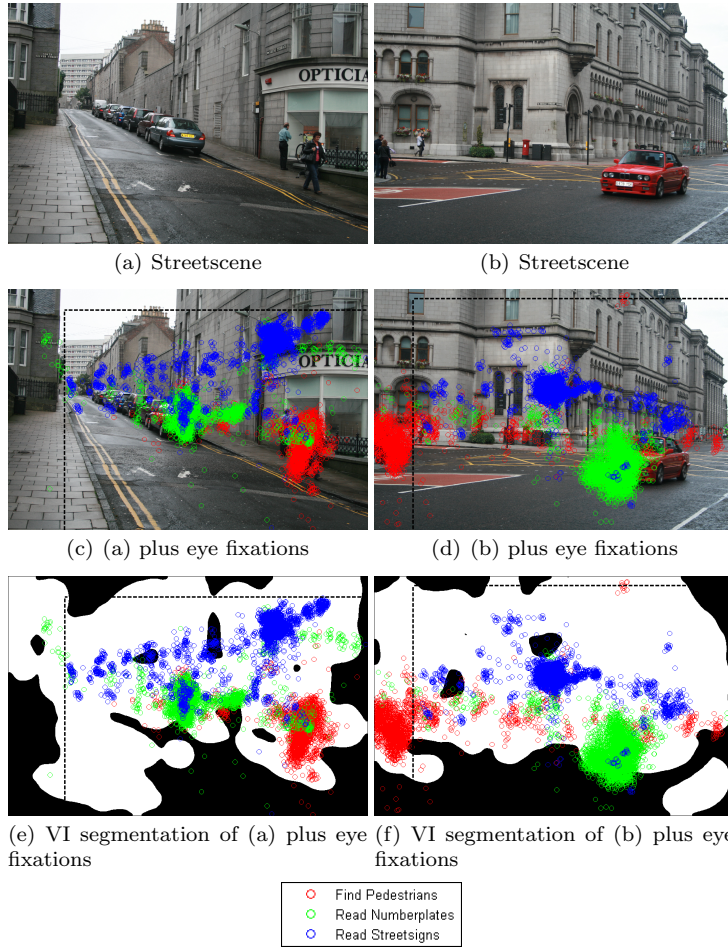 OPTICIA
(a) Streetscene
(b) Streetscene
OPTICIA
(c) (a) plus eye fixations
(d) (b) plus eye fixations
(e) VI segmentation of (a) plus eye
fixations
(f) VI segmentation of (b) plus eye
fixations
Find Pedestrians
Read Numberplates
Read Streetsigns